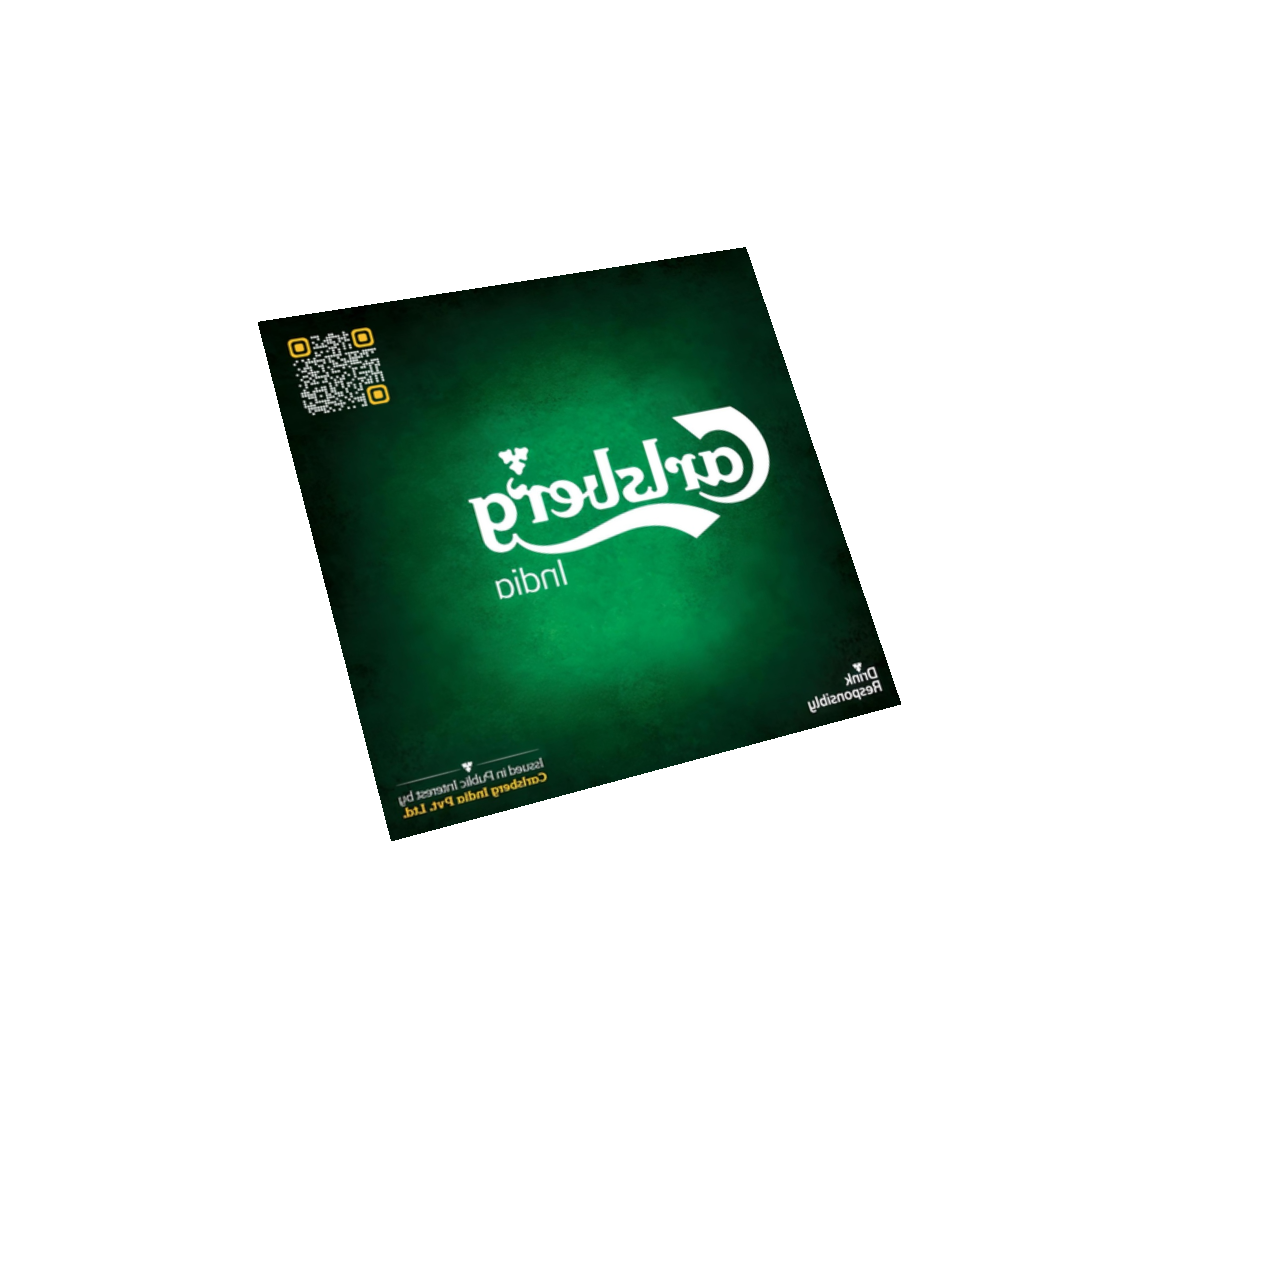 Carlsberg
India
Drink
Responsibly
Issued in Public Interest by
Carlsberg India Pvt. Ltd.